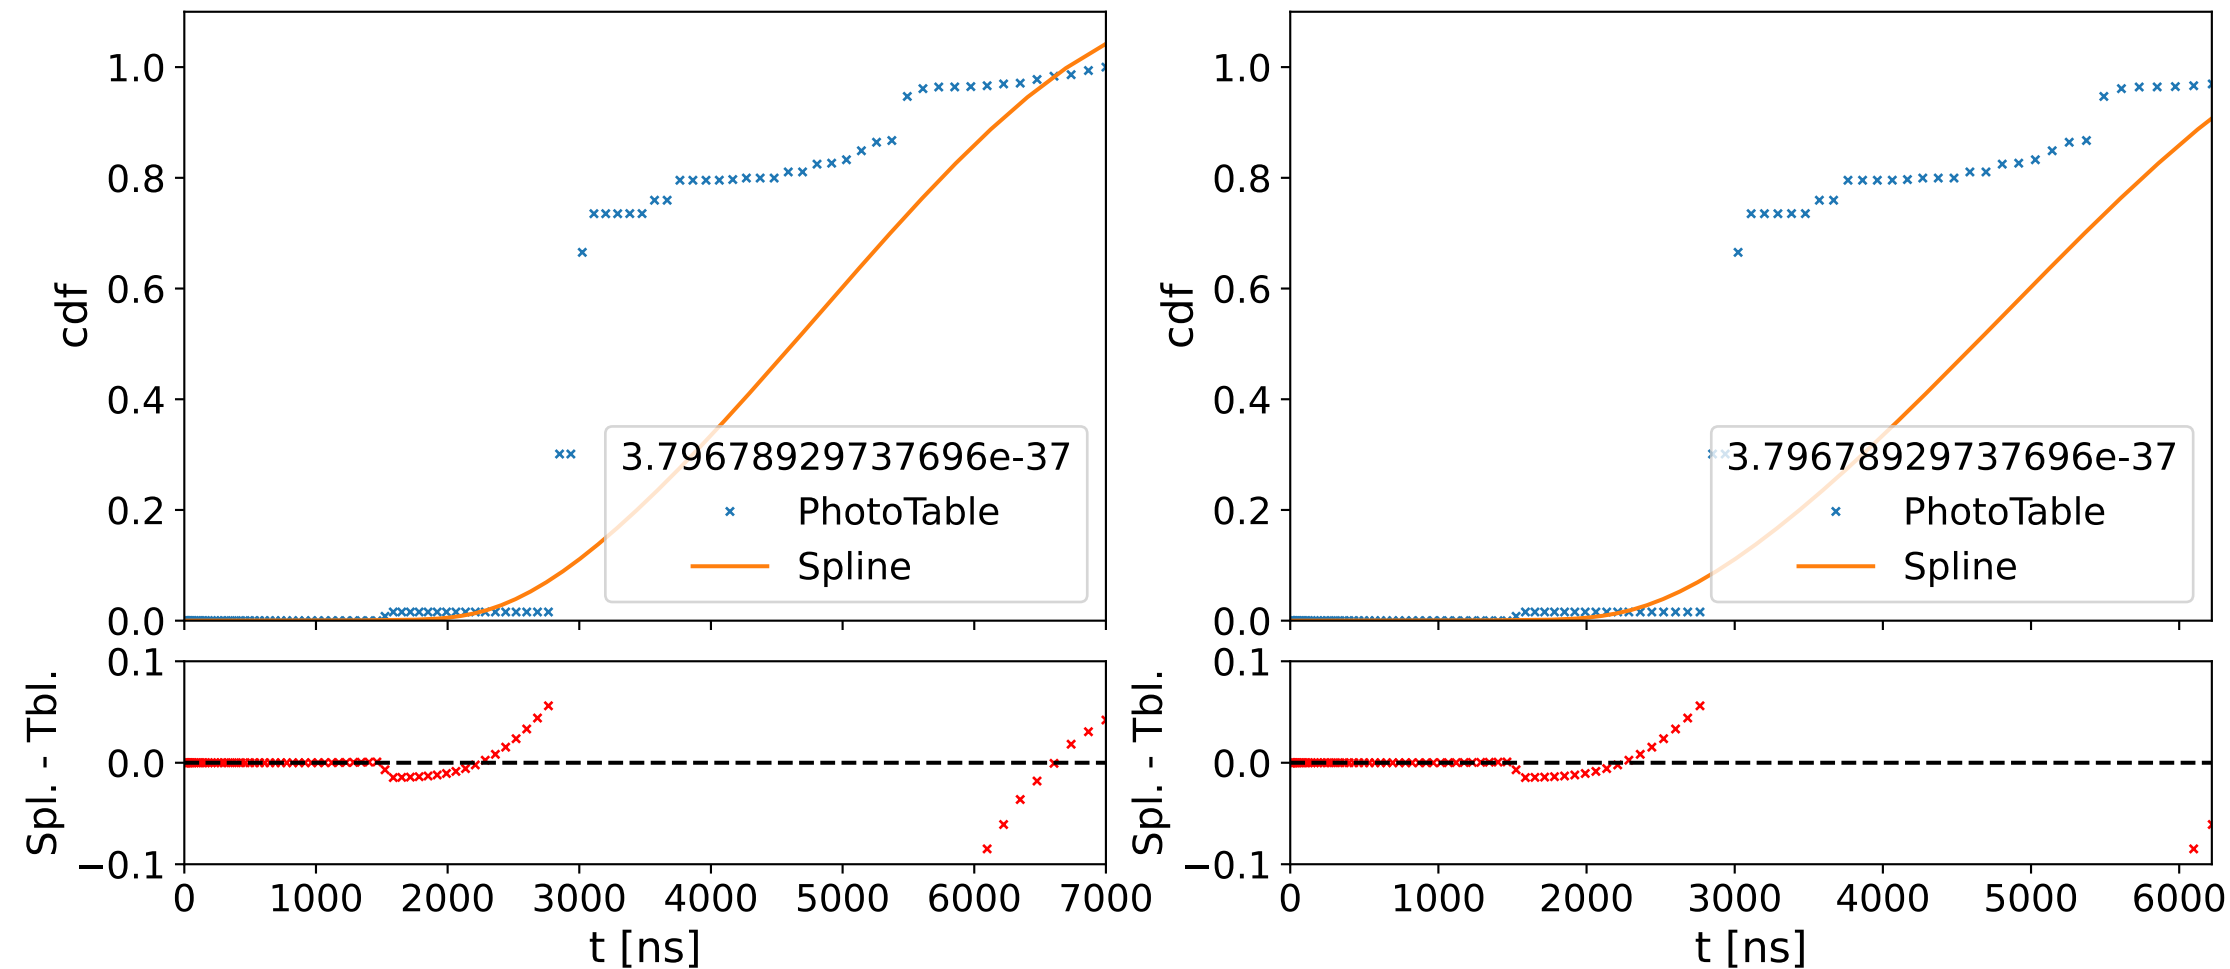 1.0
0.8
0.6
0.4
0.2
0.0
cdf
3.79678929737696e-37
PhotoTable
Spline
0.1
0.0
−0.1
Spl. - Tbl.
0 1000 2000 3000 4000 5000 6000 7000
t [ns]
1.0
0.8
0.6
0.4
0.2
0.0
cdf
3.79678929737696e-37
PhotoTable
Spline
0.1
0.0
−0.1
Spl. - Tbl.
0 1000 2000 3000 4000 5000 6000
t [ns]